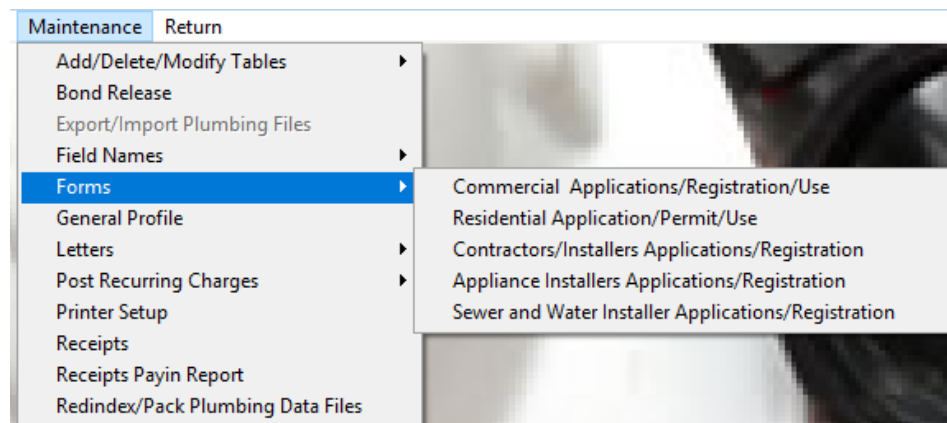 Maintenance Return
Add/Delete/Modify Tables
Bond Release
Export/Import Plumbing Files
Field Names
Forms
General Profile
Letters
Post Recurring Charges
Printer Setup
Receipts
Receipts Payin Report
Redindex/Pack Plumbing Data Files
Commercial  Applications/Registration/Use
Residential Application/Permit/Use
Contractors/Installers Applications/Registration
Appliance Installers Applications/Registration
Sewer and Water Installer Applications/Registration